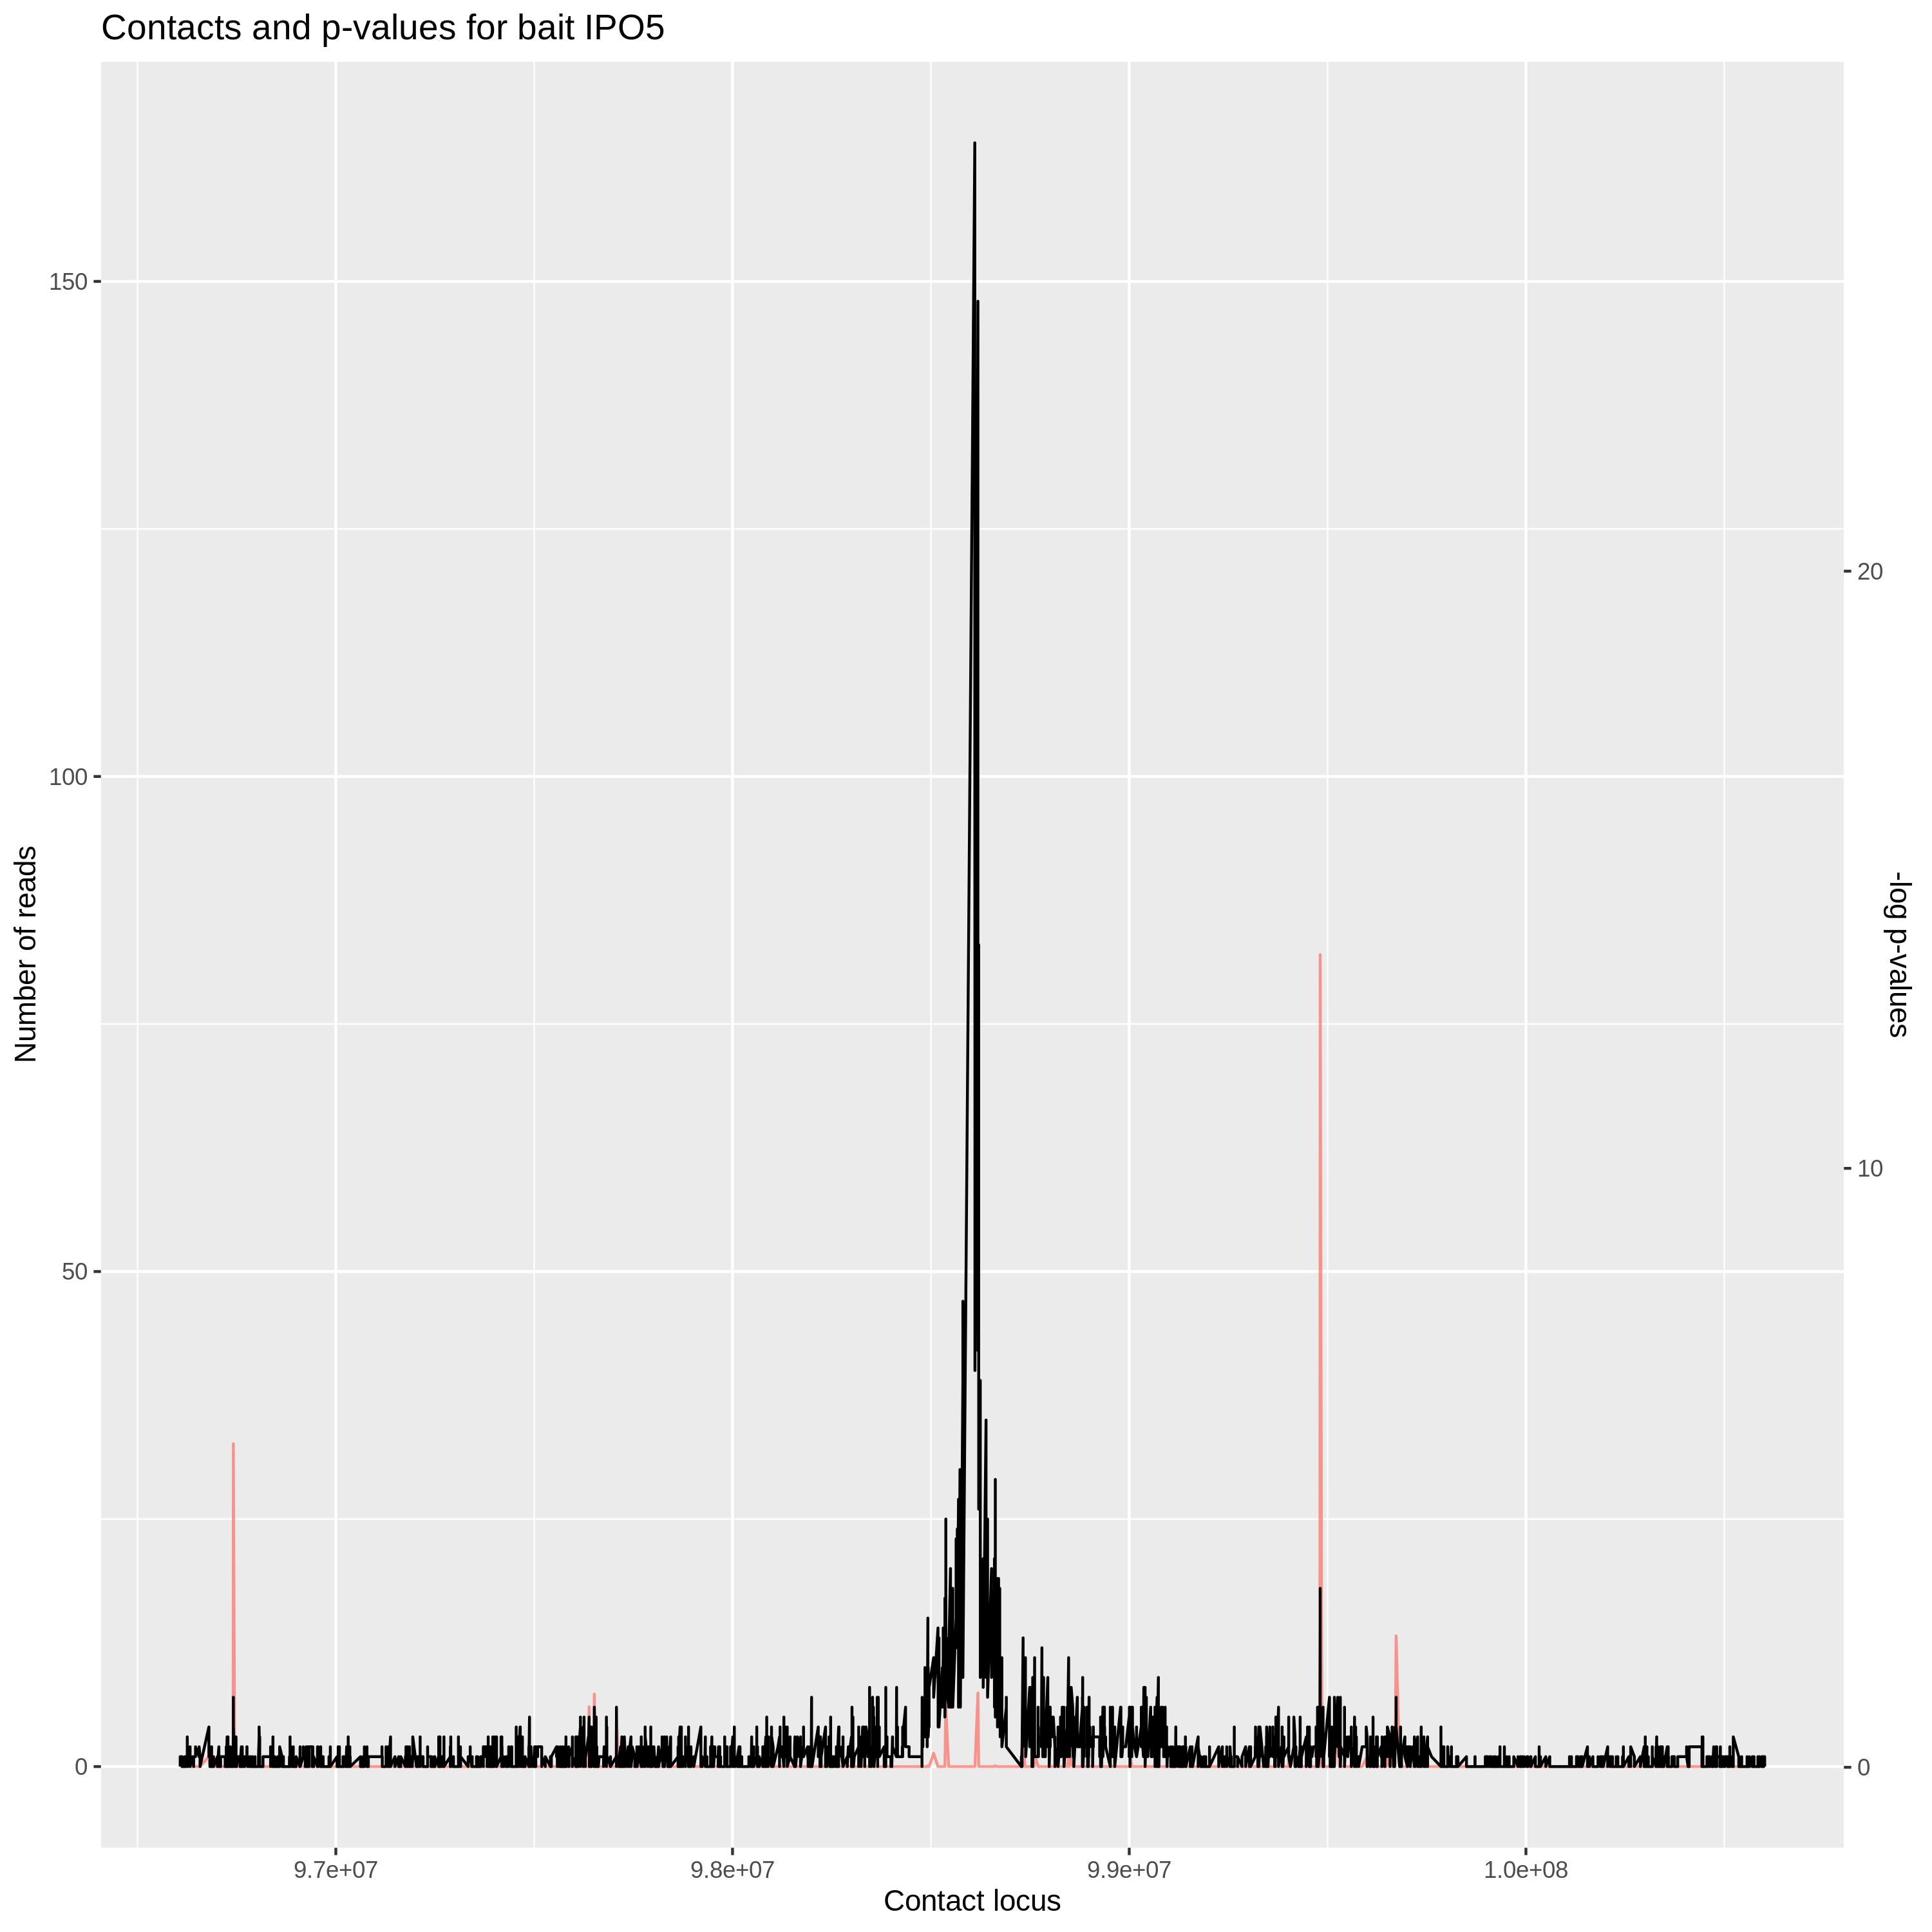 Contacts and p-values for bait IPO5
150
100
50
0
Number of reads
20
10
0
-log p-values
9.7e+07
9.8e+07
9.9e+07
1.0e+08
Contact locus